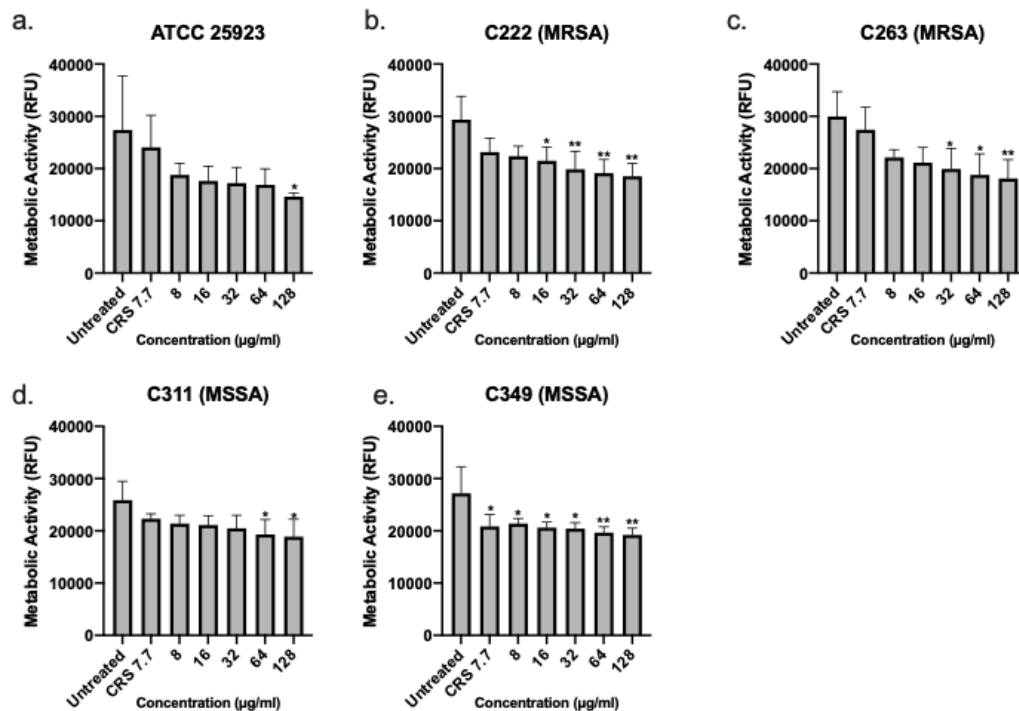 a.
ATCC 25923
Metabolic Activity (RFU)
40000
30000
20000
10000
0
*
Untreated
CRS 7.7
8
16
32
64
128
Concentration (µg/ml)
b.
C222 (MRSA)
Metabolic Activity (RFU)
40000
30000
20000
10000
0
*
**
**
**
Untreated
CRS 7.7
8
16
32
64
128
Concentration (µg/ml)
c.
C263 (MRSA)
Metabolic Activity (RFU)
40000
30000
20000
10000
0
*
*
**
Untreated
CRS 7.7
8
16
32
64
128
Concentration (µg/ml)
d.
C311 (MSSA)
Metabolic Activity (RFU)
40000
30000
20000
10000
0
*
*
Untreated
CRS 7.7
8
16
32
64
128
Concentration (µg/ml)
e.
C349 (MSSA)
Metabolic Activity (RFU)
40000
30000
20000
10000
0
*
*
*
*
**
**
Untreated
CRS 7.7
8
16
32
64
128
Concentration (µg/ml)